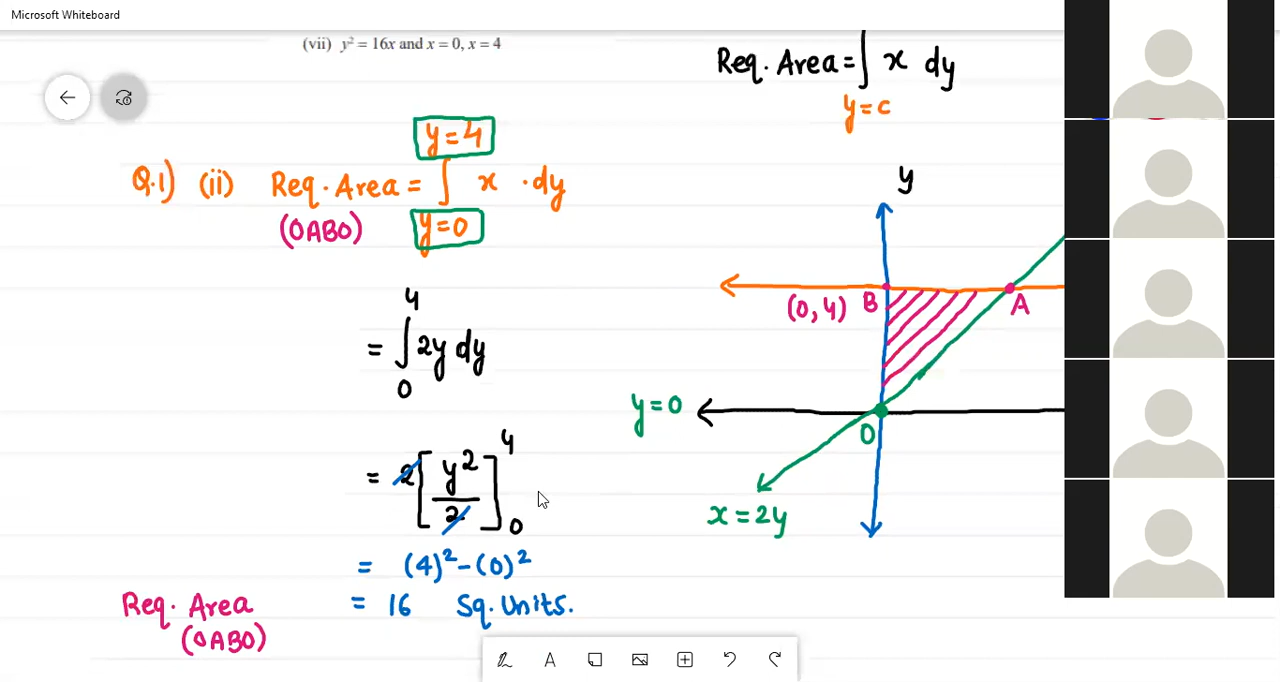 Microsoft Whiteboard
(vii) y² = 16x and x = 0, x = 4
Req. Area = ∫ x dy
y = c
y = 4
Q.1) (ii) Req. Area = ∫ x · dy
(OABO)
y = 0
4
= ∫ 2y dy
0
= 2 [y²/2]
4
0
= (4)² - (0)²
Req. Area = 16 Sq. Units.
(OABO)
y
(0, 4) B
A
y = 0
O
x = 2y